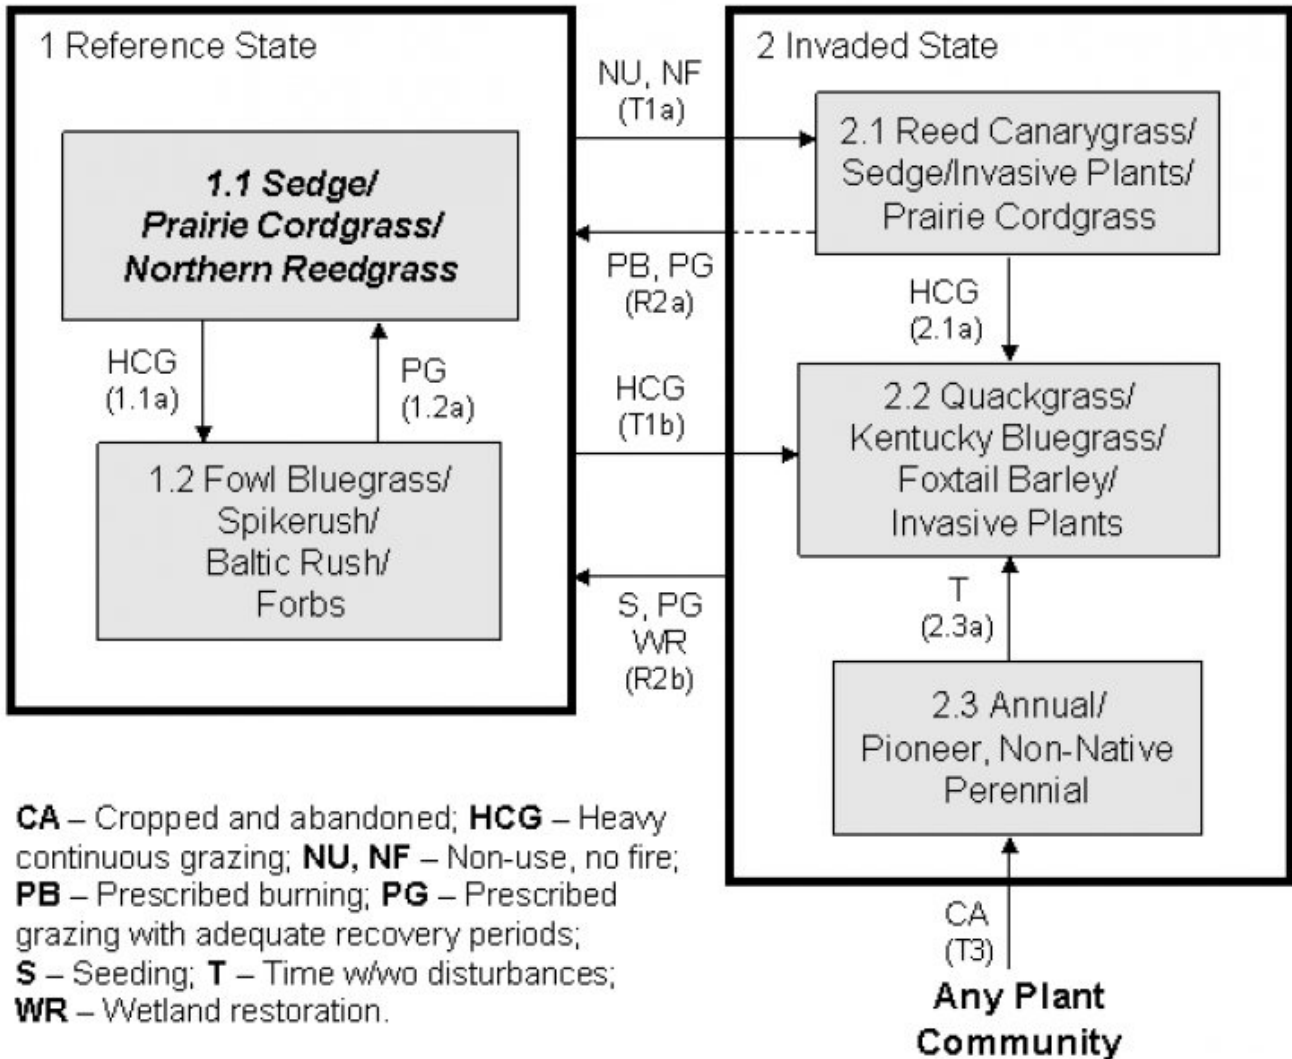 1 Reference State
1.1 Sedge/
Prairie Cordgrass/
Northern Reedgrass
HCG
(1.1a)
PG
(1.2a)
1.2 Fowl Bluegrass/
Spikerush/
Baltic Rush/
Forbs
NU, NF
(T1a)
PB, PG
(R2a)
HCG
(T1b)
S, PG
WR
(R2b)
2 Invaded State
2.1 Reed Canarygrass/
Sedge/Invasive Plants/
Prairie Cordgrass
HCG
(2.1a)
2.2 Quackgrass/
Kentucky Bluegrass/
Foxtail Barley/
Invasive Plants
T
(2.3a)
2.3 Annual/
Pioneer, Non-Native
Perennial
CA
(T3)
Any Plant
Community
CA – Cropped and abandoned; HCG – Heavy
continuous grazing; NU, NF – Non-use, no fire;
PB – Prescribed burning; PG – Prescribed
grazing with adequate recovery periods;
S – Seeding; T – Time w/wo disturbances;
WR – Wetland restoration.